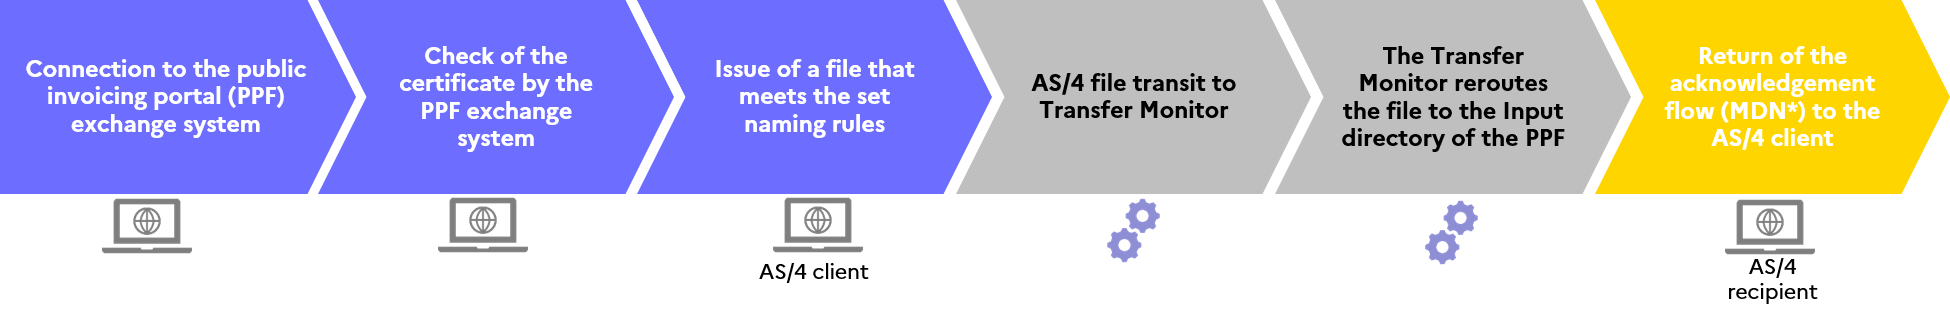 Connection to the public
invoicing portal (PPF)
exchange system
Check of the
certificate by the
PPF exchange
system
Issue of a file that
meets the set
naming rules
AS/4 file transit to
Transfer Monitor
The Transfer
Monitor reroutes
the file to the Input
directory of the PPF
Return of the
acknowledgement
flow (MDN*) to the
AS/4 client
AS/4 client
AS/4
recipient